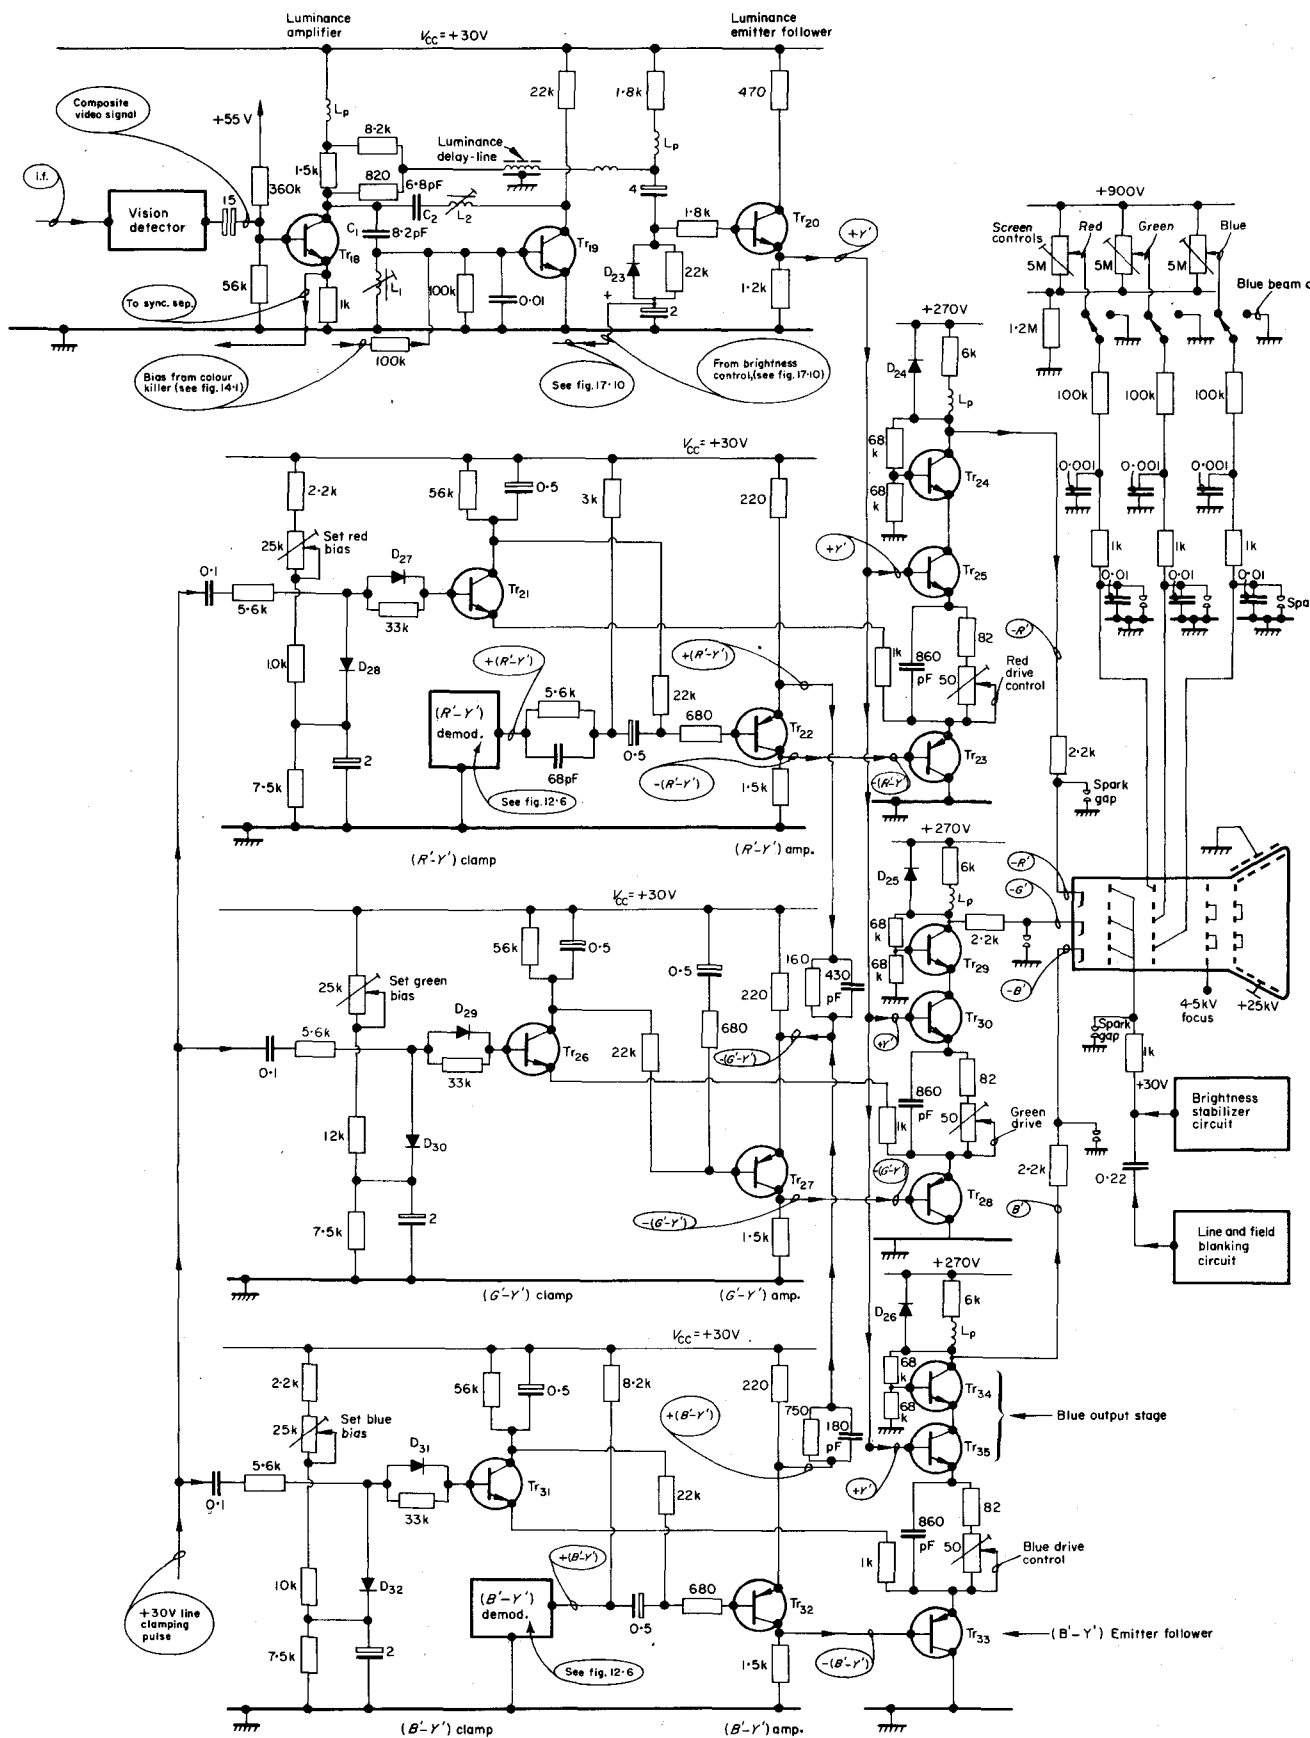 Luminance
amplifier
V_CC = +30V
Luminance
emitter follower
Composite
video signal
+55V
L_p
8·2k
22k
1·8k
470
Luminance
delay-line
L_p
i.f.
360k
1·5k
820
6·8pF
4
15
Vision
detector
C_2
L_2
1·8k
C_1
8·2pF
Tr_18
Tr_19
Tr_20
+Y'
56k
D_23
22k
1·2k
To sync. sep.
1k
L_1
100k
0·01
+
2
100k
Bias from colour
killer (see fig. 14·1)
See fig. 17·10
From brightness
control,(see fig. 17·10)
+900V
Screen
controls
Red
Green
Blue
5M
5M
5M
Blue beam c
1·2M
100k
100k
100k
0·001
0·001
0·001
1k
1k
1k
0·01
0·01
0·01
Spa
+270V
D_24
6k
L_p
68
k
68
k
Tr_24
+Y'
Tr_25
82
1k
860
pF
50
Red
drive
control
-R'
Tr_23
-(R'-Y')
2·2k
Spark
gap
V_CC = +30V
2·2k
56k
0·5
3k
220
25k
Set red
bias
D_27
0·1
5·6k
33k
Tr_21
10k
D_28
+(R'-Y')
+(R'-Y')
5·6k
22k
(R'-Y')
demod.
680
Tr_22
0·5
68pF
-(R'-Y')
2
7·5k
See fig. 12·6
1·5k
(R'-Y') clamp
(R'-Y') amp.
+270V
D_25
6k
L_p
68
k
68
k
2·2k
Tr_29
Tr_30
+Y'
-R'
-G'
-B'
4-5kV
focus
+25kV
Spark
gap
1k
+30V
Brightness
stabilizer
circuit
0·22
Line and field
blanking
circuit
V_CC = +30V
56k
0·5
0·5
220
160
430
pF
25k
Set green
bias
D_29
680
5·6k
0·1
33k
Tr_26
22k
-(G'-Y')
12k
D_30
82
1k
860
pF
50
Green
drive
-(G'-Y')
Tr_27
Tr_28
2·2k
B'
7·5k
2
-(G'-Y')
1·5k
(G'-Y') clamp
(G'-Y') amp.
+270V
D_26
6k
L_p
68
k
68
k
Tr_34
Tr_35
Blue output stage
+Y'
V_CC = +30V
2·2k
56k
0·5
8·2k
220
25k
Set blue
bias
+(B'-Y')
750
180
pF
D_31
5·6k
0·1
33k
Tr_31
22k
82
860
pF
50
1k
Blue drive
control
10k
D_32
+(B'-Y')
(B'-Y')
demod.
680
0·5
Tr_32
Tr_33
(B'-Y') Emitter follower
+30V line
clamping
pulse
7·5k
2
See fig. 12·6
1·5k
-(B'-Y')
(B'-Y') clamp
(B'-Y') amp.